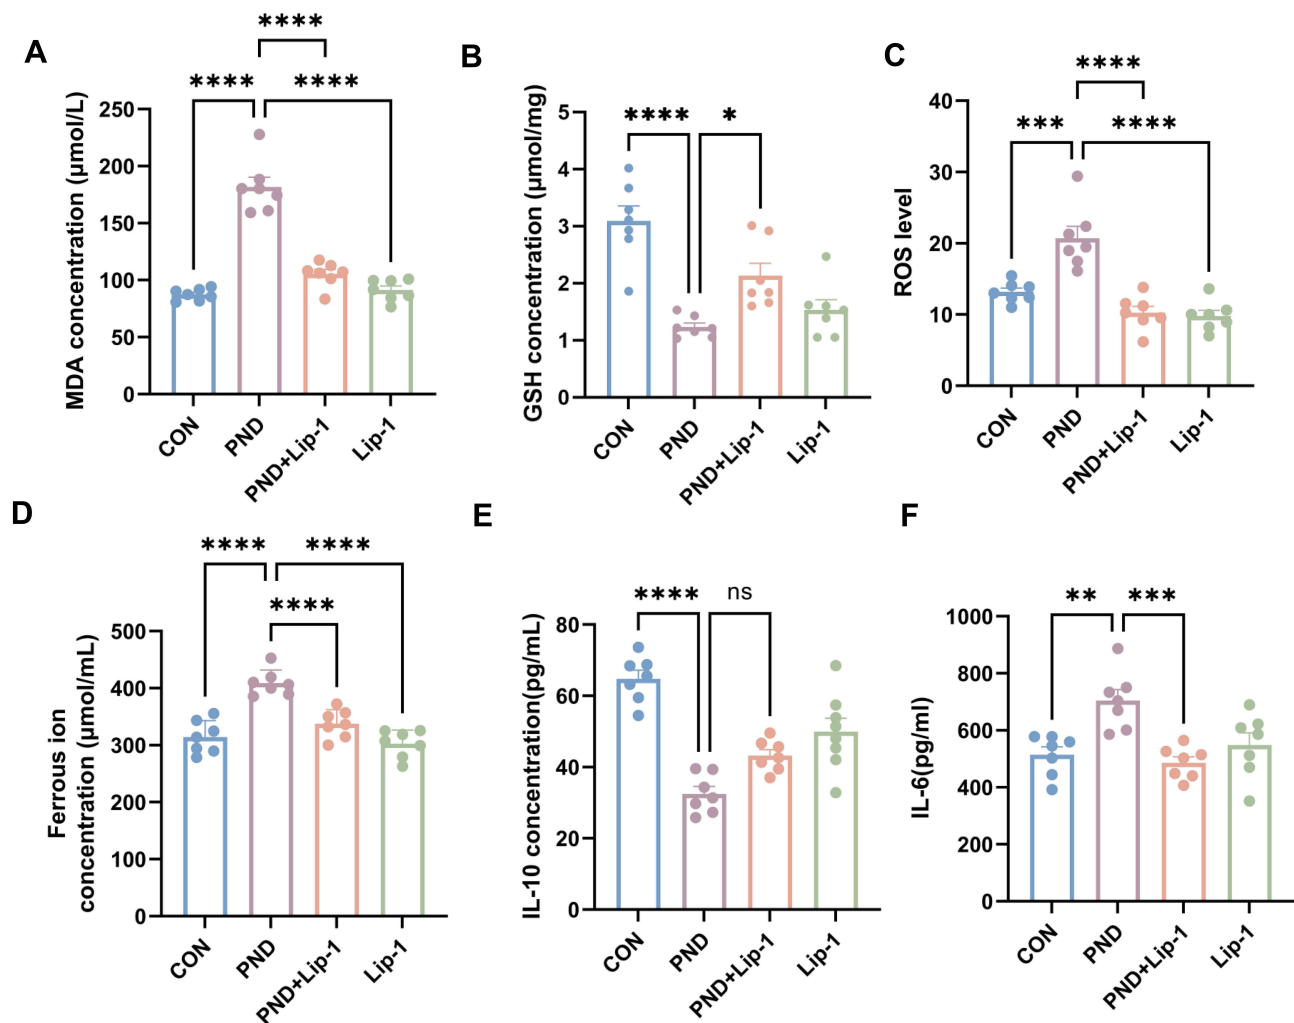 A
MDA concentration (μmol/L)
****
****
****
250
200
150
100
50
0
CON
PND
PND+Lip-1
Lip-1
B
GSH concentration (μmol/mg)
****
*
5
4
3
2
1
0
CON
PND
PND+Lip-1
Lip-1
C
ROS level
****
***
****
40
30
20
10
0
CON
PND
PND+Lip-1
Lip-1
D
Ferrous ion
concentration (μmol/mL)
****
****
****
500
400
300
200
100
0
CON
PND
PND+Lip-1
Lip-1
E
IL-10 concentration(pg/mL)
****
ns
80
60
40
20
0
CON
PND
PND+Lip-1
Lip-1
F
IL-6(pg/ml)
**
***
1000
800
600
400
200
0
CON
PND
PND+Lip-1
Lip-1